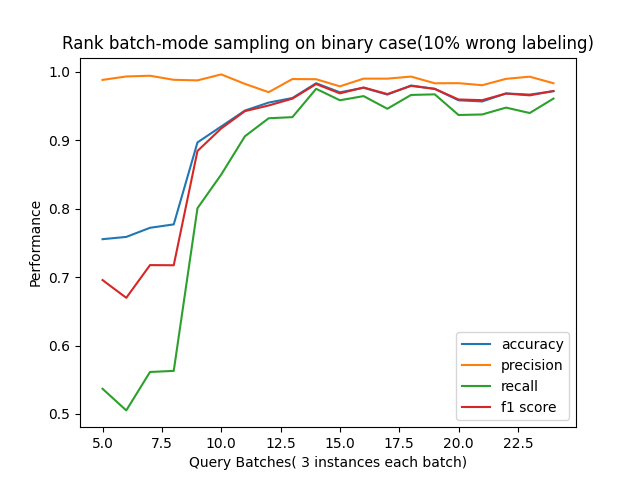 Rank batch-mode sampling on binary case(10% wrong labeling)
1.0
0.9
0.8
0.7
0.6
0.5
Performance
5.0 7.5 10.0 12.5 15.0 17.5 20.0 22.5
Query Batches( 3 instances each batch)
accuracy
precision
recall
f1 score